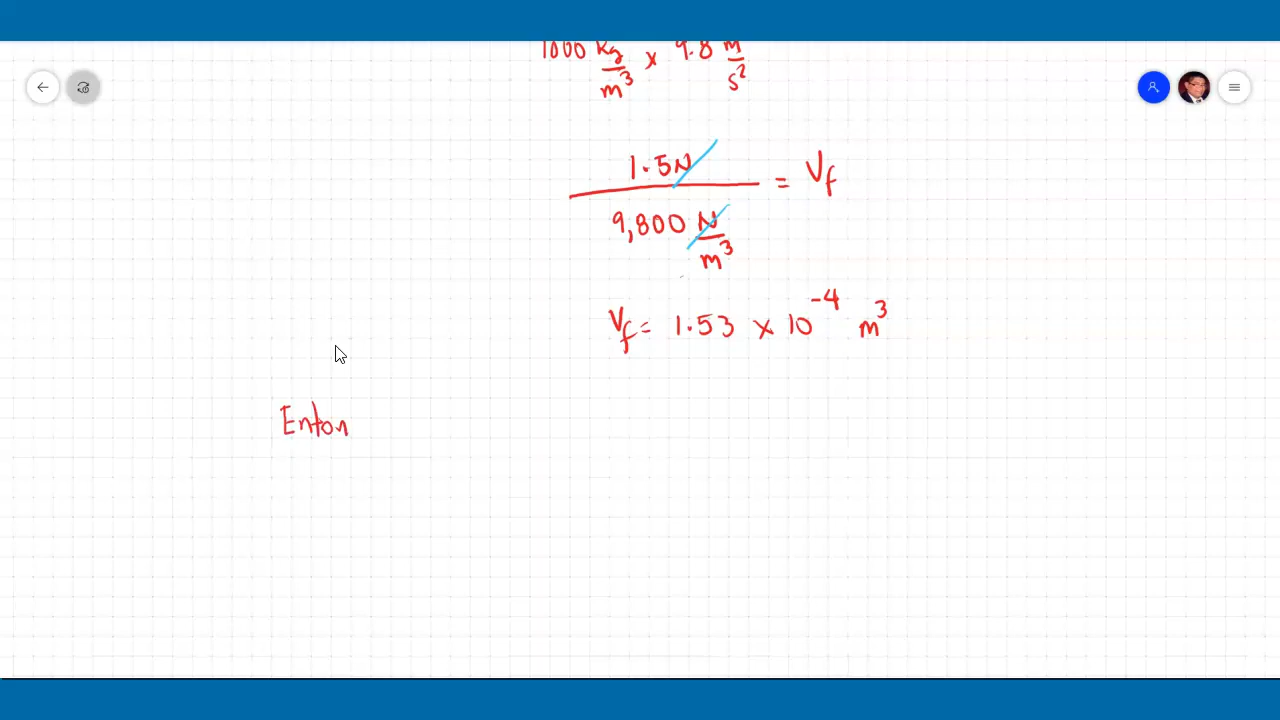 1000 kg/m³ x 9.8 m/s²
1.5N / 9,800 N/m³ = Vf
Vf = 1.53 x 10⁻⁴ m³
Enton